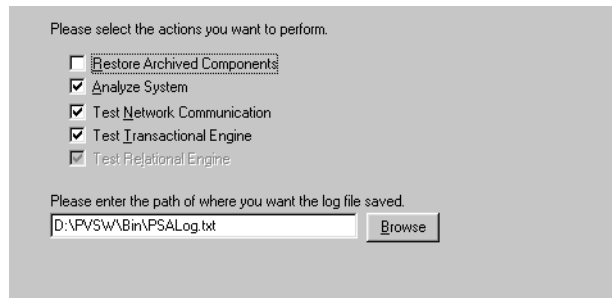 Please select the actions you want to perform.
Restore Archived Components
Analyze System
Test Network Communication
Test Transactional Engine
Test Relational Engine
Please enter the path of where you want the log file saved.
D:\PVSW\Bin\PSALog.txt
Browse